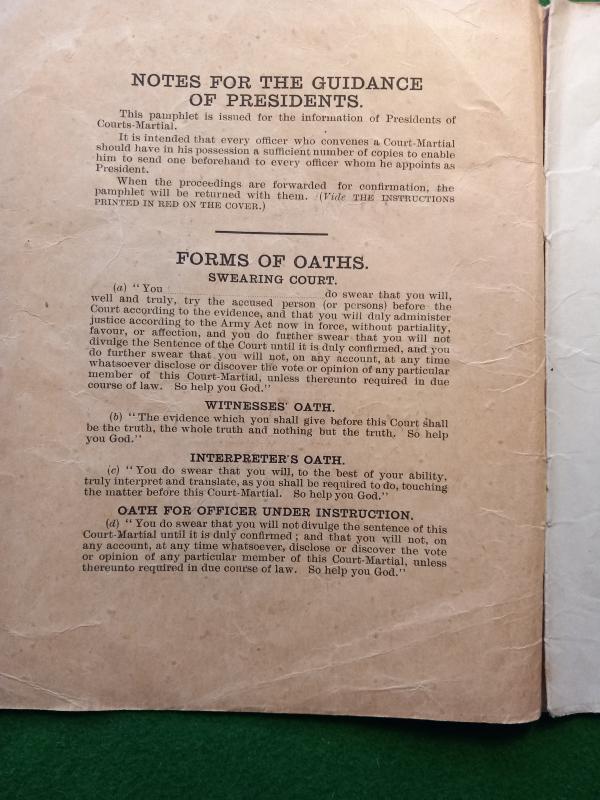 NOTES FOR THE GUIDANCE
OF PRESIDENTS.
This pamphlet is issued for the information of Presidents of
Courts-Martial.
It is intended that every officer who convenes a Court-Martial
should have in his possession a sufficient number of copies to enable
him to send one beforehand to every officer whom he appoints as
President.
When the proceedings are forwarded for confirmation, the
pamphlet will be returned with them. (Vide THE INSTRUCTIONS
PRINTED IN RED ON THE COVER.)
FORMS OF OATHS.
SWEARING COURT.
(a) "You do swear that you will,
well and truly, try the accused person (or persons) before the
Court according to the evidence, and that you will duly administer
justice according to the Army Act now in force, without partiality,
favour, or affection, and you do further swear that you will not
divulge the Sentence of the Court until it is duly confirmed, and you
do further swear that you will not, on any account, at any time
whatsoever disclose or discover the vote or opinion of any particular
member of this Court-Martial, unless thereunto required in due
course of law. So help you God."
WITNESSES' OATH.
(b) "The evidence which you shall give before this Court shall
be the truth, the whole truth and nothing but the truth. So help
you God."
INTERPRETER'S OATH.
(c) "You do swear that you will, to the best of your ability,
truly interpret and translate, as you shall be required to do, touching
the matter before this Court-Martial. So help you God."
OATH FOR OFFICER UNDER INSTRUCTION.
(d) "You do swear that you will not divulge the sentence of this
Court-Martial until it is duly confirmed; and that you will not, on
any account, at any time whatsoever, disclose or discover the vote
or opinion of any particular member of this Court-Martial, unless
thereunto required in due course of law. So help you God."